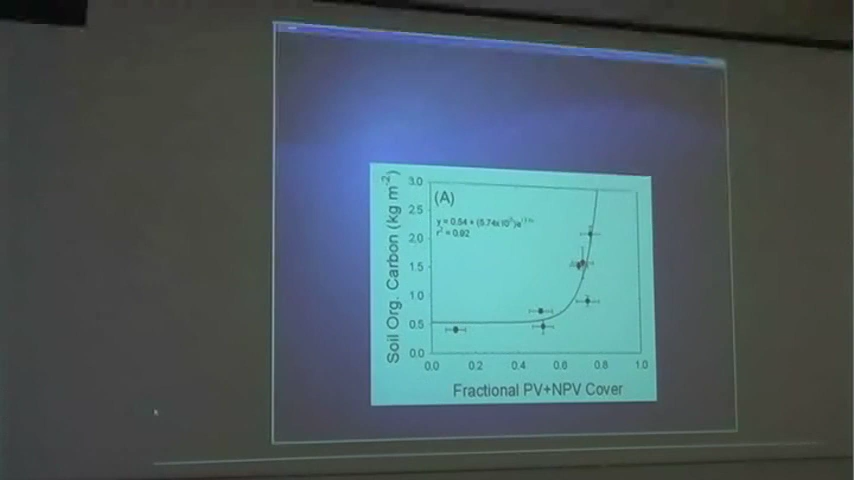 (A)
r² = 0.92
Soil Org. Carbon (kg m⁻²)
3.0
2.5
2.0
1.5
1.0
0.5
0.0
0.0 0.2 0.4 0.6 0.8 1.0
Fractional PV+NPV Cover